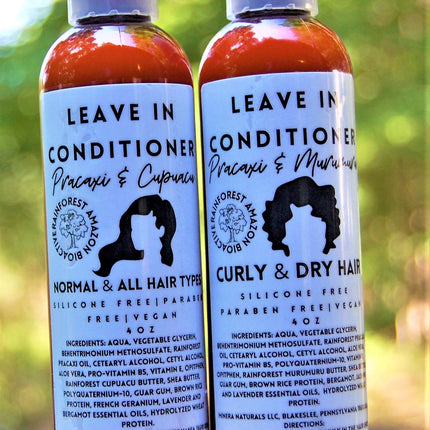 LEAVE IN
CONDITIONER
Pracaxi & Cupuacu
RAINFOREST AMAZON BIOACTIVE
NORMAL & ALL HAIR TYPES
SILICONE FREE|PARABEN
FREE|VEGAN
4 OZ
INGREDIENTS: AQUA, VEGETABLE GLYCERIN,
BEHENTRIMONIUM METHOSULFATE, RAINFOREST
PRACAXI OIL, CETEARYL ALCOHOL, CETYL ALCOHOL,
ALOE VERA, PRO-VITAMIN B5, VITAMIN E, OPTIPHEN,
RAINFOREST CUPUACU BUTTER, SHEA BUTTER,
POLYQUATERNIUM-10, GUAR GUM, BROWN RICE
PROTEIN, FRENCH GERANIUM, LAVENDER AND
BERGAMOT ESSENTIAL OILS, HYDROLYZED WHEAT
PROTEIN.
LEAVE IN
CONDITIONER
Pracaxi & Murumuru
RAINFOREST AMAZON BIOACTIVE
CURLY & DRY HAIR
SILICONE FREE
PARABEN FREE|VEGAN
4 OZ
INGREDIENTS: AQUA, VEGETABLE GLYCERIN,
BEHENTRIMONIUM METHOSULFATE, RAINFOREST
OIL, CETEARYL ALCOHOL, CETYL ALCOHOL, ALOE
PRO-VITAMIN B5, VITAMIN E,
RAINFOREST MURUMURU BUTTER, SHEA
POLYQUATERNIUM-10,
GUAR GUM, BROWN RICE PROTEIN, BERGAMOT,
LAVENDER ESSENTIAL OILS, HYDROLYZED
PROTEIN.
MINERA NATURALS LLC, BLAKESLEE, PENNSYLVANIA
DIRECTIONS: